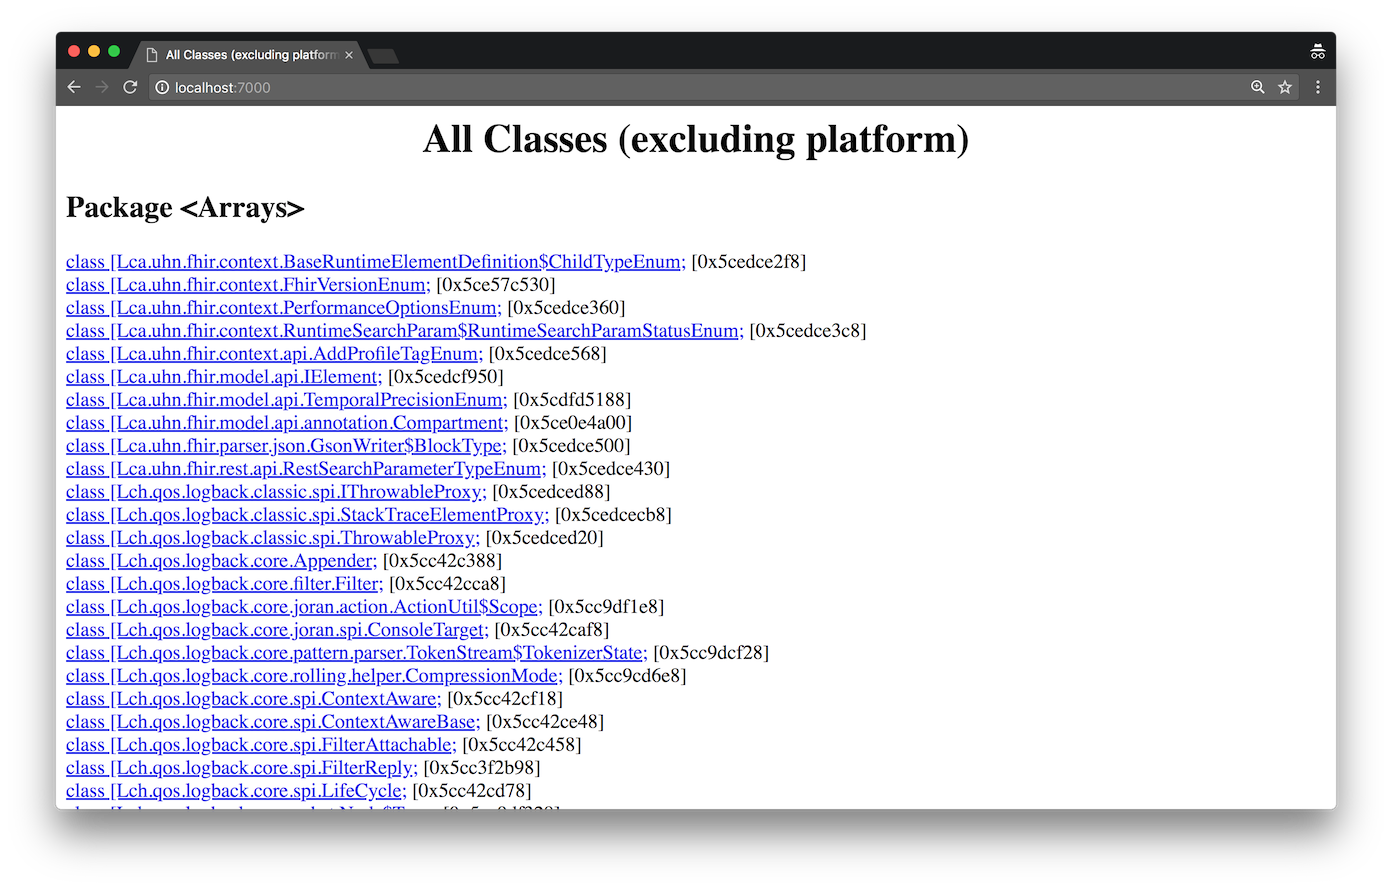 All Classes (excluding platform
localhost:7000
All Classes (excluding platform)
Package <Arrays>
class [Lca.uhn.fhir.context.BaseRuntimeElementDefinition$ChildTypeEnum; [0x5cedce2f8]
class [Lca.uhn.fhir.context.FhirVersionEnum; [0x5ce57c530]
class [Lca.uhn.fhir.context.PerformanceOptionsEnum; [0x5cedce360]
class [Lca.uhn.fhir.context.RuntimeSearchParam$RuntimeSearchParamStatusEnum; [0x5cedce3c8]
class [Lca.uhn.fhir.context.api.AddProfileTagEnum; [0x5cedce568]
class [Lca.uhn.fhir.model.api.IElement; [0x5cedcf950]
class [Lca.uhn.fhir.model.api.TemporalPrecisionEnum; [0x5cdfd5188]
class [Lca.uhn.fhir.model.api.annotation.Compartment; [0x5ce0e4a00]
class [Lca.uhn.fhir.parser.json.GsonWriter$BlockType; [0x5cedce500]
class [Lca.uhn.fhir.rest.api.RestSearchParameterTypeEnum; [0x5cedce430]
class [Lch.qos.logback.classic.spi.IThrowableProxy; [0x5cedced88]
class [Lch.qos.logback.classic.spi.StackTraceElementProxy; [0x5cedcecb8]
class [Lch.qos.logback.classic.spi.ThrowableProxy; [0x5cedced20]
class [Lch.qos.logback.core.Appender; [0x5cc42c388]
class [Lch.qos.logback.core.filter.Filter; [0x5cc42cca8]
class [Lch.qos.logback.core.joran.action.ActionUtil$Scope; [0x5cc9df1e8]
class [Lch.qos.logback.core.joran.spi.ConsoleTarget; [0x5cc42caf8]
class [Lch.qos.logback.core.pattern.parser.TokenStream$TokenizerState; [0x5cc9dcf28]
class [Lch.qos.logback.core.rolling.helper.CompressionMode; [0x5cc9cd6e8]
class [Lch.qos.logback.core.spi.ContextAware; [0x5cc42cf18]
class [Lch.qos.logback.core.spi.ContextAwareBase; [0x5cc42ce48]
class [Lch.qos.logback.core.spi.FilterAttachable; [0x5cc42c458]
class [Lch.qos.logback.core.spi.FilterReply; [0x5cc3f2b98]
class [Lch.qos.logback.core.spi.LifeCycle; [0x5cc42cd78]